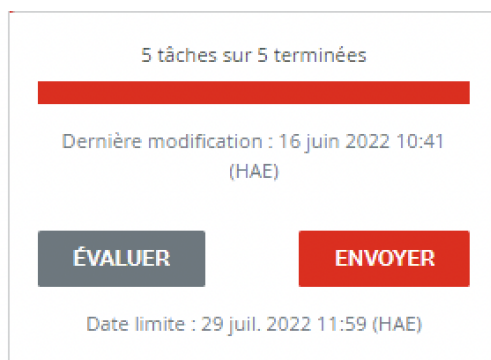 5 tâches sur 5 terminées
Dernière modification : 16 juin 2022 10:41
(HAE)
ÉVALUER
ENVOYER
Date limite : 29 juil. 2022 11:59 (HAE)